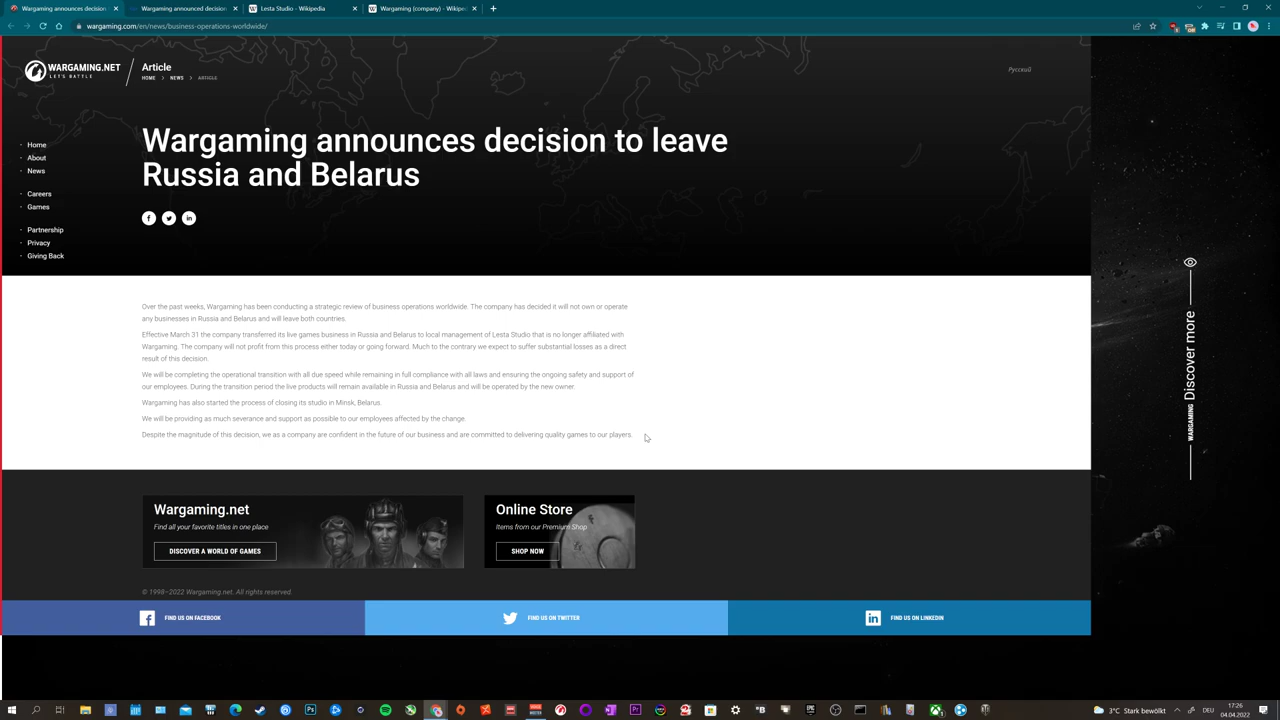 Wargaming announces decision
Wargaming announced decision
Lesta Studio - Wikipedia
Wargaming (company) - Wikipe
wargaming.com/en/news/business-operations-worldwide/
WARGAMING.NET
LET'S BATTLE
Article
HOME > NEWS > ARTICLE
Русский
Home
About
News
Careers
Games
Partnership
Privacy
Giving Back
Wargaming announces decision to leave
Russia and Belarus
Over the past weeks, Wargaming has been conducting a strategic review of business operations worldwide. The company has decided it will not own or operate
any businesses in Russia and Belarus and will leave both countries.
Effective March 31 the company transferred its live games business in Russia and Belarus to local management of Lesta Studio that is no longer affiliated with
Wargaming. The company will not profit from this process either today or going forward. Much to the contrary we expect to suffer substantial losses as a direct
result of this decision.
We will be completing the operational transition with all due speed while remaining in full compliance with all laws and ensuring the ongoing safety and support of
our employees. During the transition period the live products will remain available in Russia and Belarus and will be operated by the new owner.
Wargaming has also started the process of closing its studio in Minsk, Belarus.
We will be providing as much severance and support as possible to our employees affected by the change.
Despite the magnitude of this decision, we as a company are confident in the future of our business and are committed to delivering quality games to our players.
WARGAMING Discover more
Wargaming.net
Find all your favorite titles in one place
DISCOVER A WORLD OF GAMES
Online Store
Items from our Premium Shop
SHOP NOW
© 1998–2022 Wargaming.net. All rights reserved.
FIND US ON FACEBOOK
FIND US ON TWITTER
FIND US ON LINKEDIN
3°C Stark bewölkt
DEU
17:26
04.04.2022